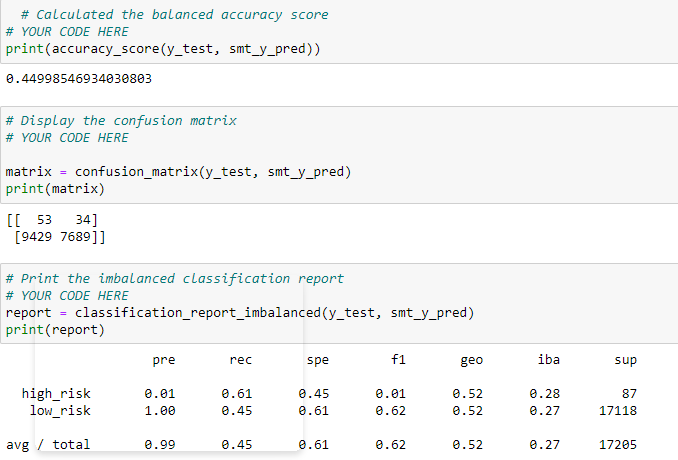 # Calculated the balanced accuracy score
# YOUR CODE HERE
print(accuracy_score(y_test, smt_y_pred))
0.44998546934030803
# Display the confusion matrix
# YOUR CODE HERE
matrix = confusion_matrix(y_test, smt_y_pred)
print(matrix)
[[  53   34]
 [9429 7689]]
# Print the imbalanced classification report
# YOUR CODE HERE
report = classification_report_imbalanced(y_test, smt_y_pred)
print(report)
pre rec spe f1 geo iba sup
high_risk 0.01 0.61 0.45 0.01 0.52 0.28 87
low_risk 1.00 0.45 0.61 0.62 0.52 0.27 17118
avg / total 0.99 0.45 0.61 0.62 0.52 0.27 17205